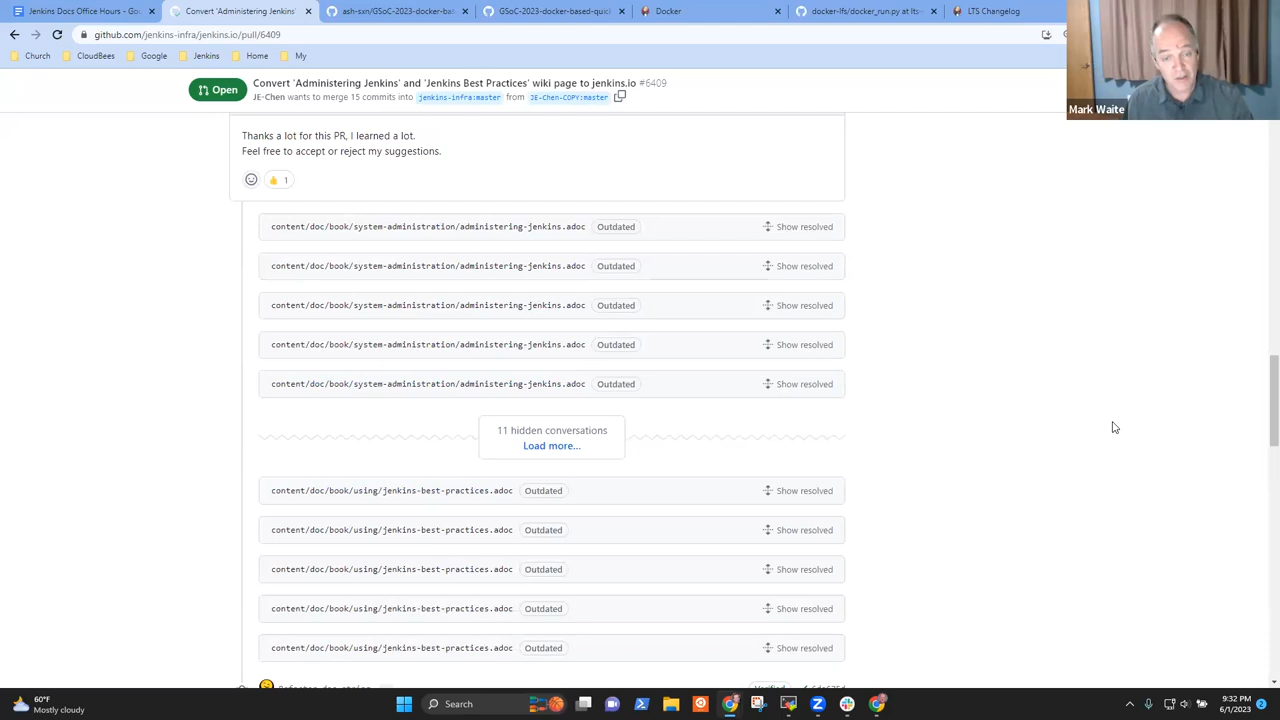 Jenkins Docs Office Hours - Goo
Convert 'Administering Jenkins'
ash-sxn/GSoC-2023-docker-bas
GSoC-2023-docker-based-quick
Docker
docker-lfs/docker_run.py at lts
LTS Changelog
github.com/jenkins-infra/jenkins.io/pull/6409
Church
CloudBees
Google
Jenkins
Home
My
Open
Convert 'Administering Jenkins' and 'Jenkins Best Practices' wiki page to jenkins.io #6409
JE-Chen wants to merge 15 commits into jenkins-infra:master from JE-Chen-COPY:master
Mark Waite
Thanks a lot for this PR, I learned a lot.
Feel free to accept or reject my suggestions.
1
content/doc/book/system-administration/administering-jenkins.adoc Outdated Show resolved
content/doc/book/system-administration/administering-jenkins.adoc Outdated Show resolved
content/doc/book/system-administration/administering-jenkins.adoc Outdated Show resolved
content/doc/book/system-administration/administering-jenkins.adoc Outdated Show resolved
content/doc/book/system-administration/administering-jenkins.adoc Outdated Show resolved
11 hidden conversations
Load more...
content/doc/book/using/jenkins-best-practices.adoc Outdated Show resolved
content/doc/book/using/jenkins-best-practices.adoc Outdated Show resolved
content/doc/book/using/jenkins-best-practices.adoc Outdated Show resolved
content/doc/book/using/jenkins-best-practices.adoc Outdated Show resolved
content/doc/book/using/jenkins-best-practices.adoc Outdated Show resolved
60°F
Mostly cloudy
Search
9:32 PM
6/1/2023
2